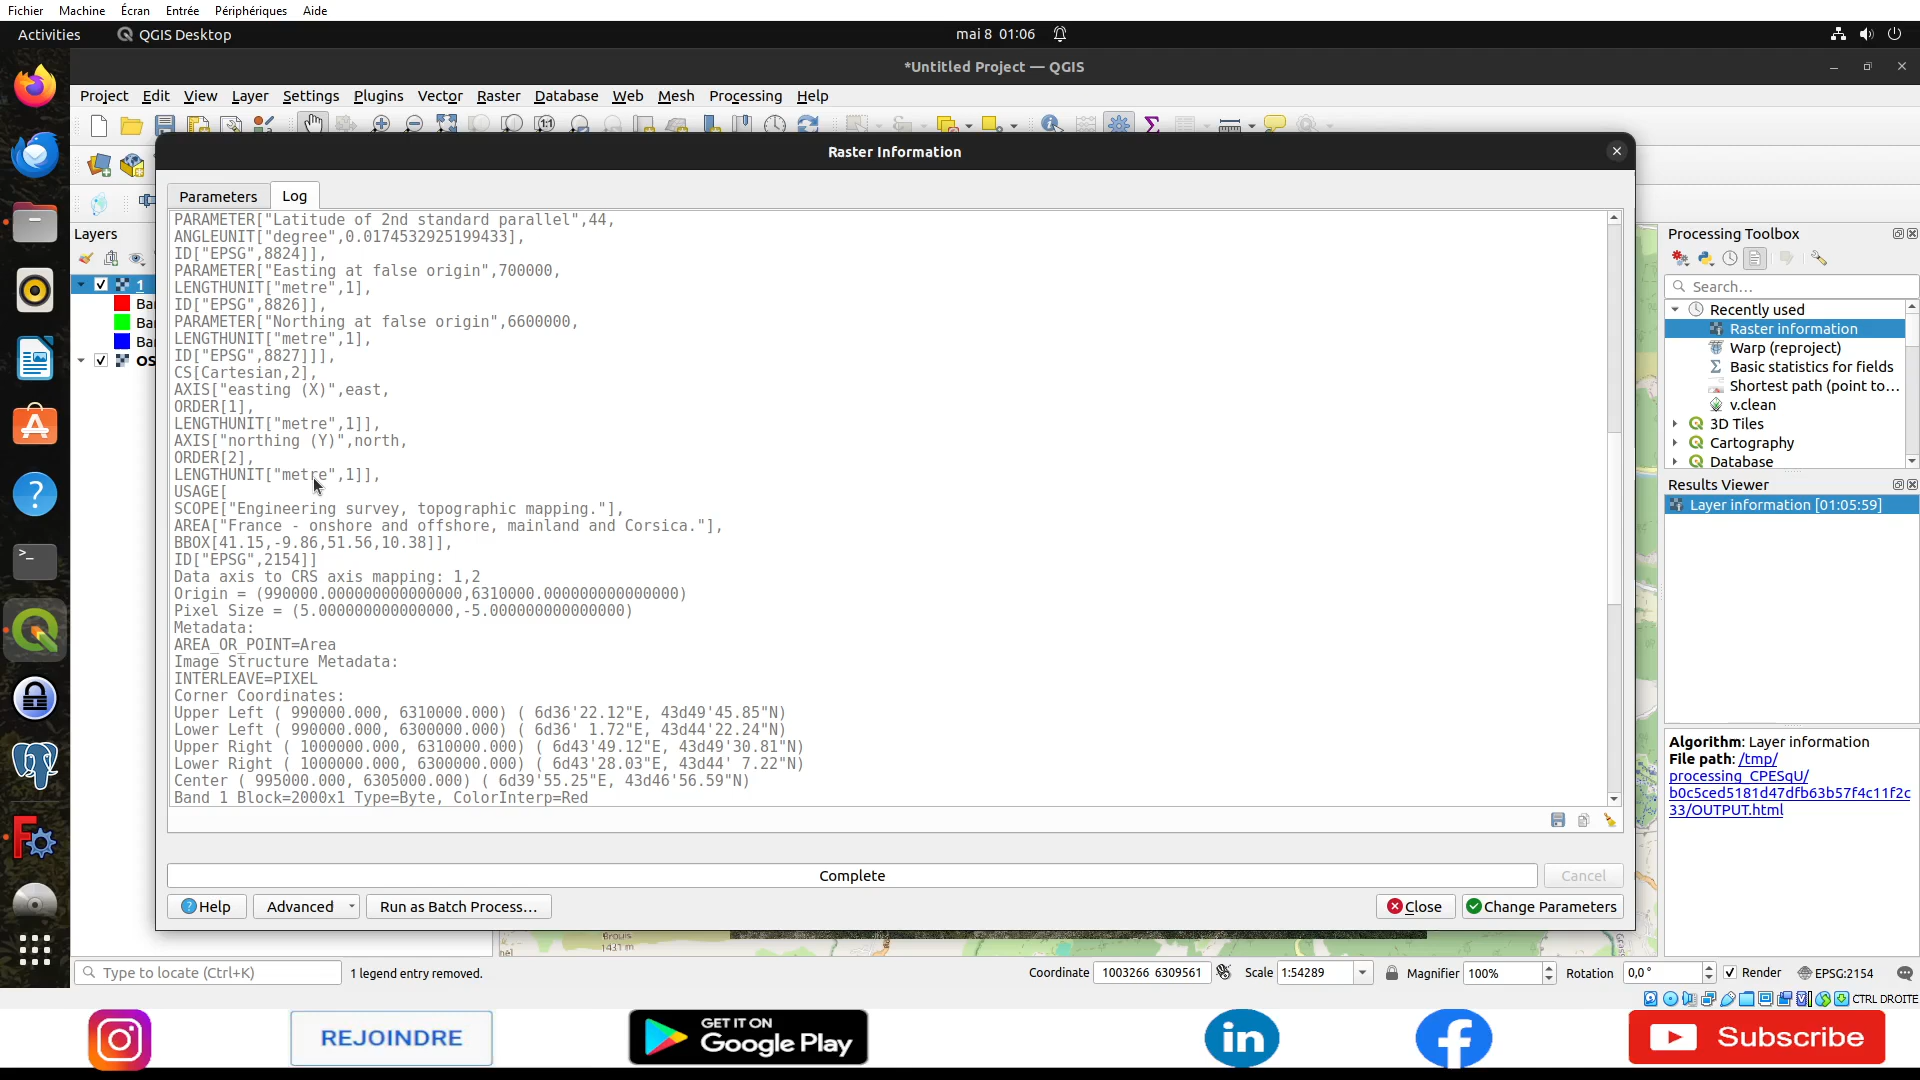 Fichier Machine Écran Entrée Périphériques Aide
Activities QGIS Desktop mai 8 01:06
*Untitled Project — QGIS
Project Edit View Layer Settings Plugins Vector Raster Database Web Mesh Processing Help
Raster Information
Parameters Log
PARAMETER["Latitude of 2nd standard parallel",44,
ANGLEUNIT["degree",0.0174532925199433],
ID["EPSG",8824]],
PARAMETER["Easting at false origin",700000,
LENGTHUNIT["metre",1],
ID["EPSG",8826]],
PARAMETER["Northing at false origin",6600000,
LENGTHUNIT["metre",1],
ID["EPSG",8827]]],
CS[Cartesian,2],
AXIS["easting (X)",east,
ORDER[1],
LENGTHUNIT["metre",1]],
AXIS["northing (Y)",north,
ORDER[2],
LENGTHUNIT["metre",1]],
USAGE[
SCOPE["Engineering survey, topographic mapping."],
AREA["France - onshore and offshore, mainland and Corsica."],
BBOX[41.15,-9.86,51.56,10.38]],
ID["EPSG",2154]]
Data axis to CRS axis mapping: 1,2
Origin = (990000.000000000000000,6310000.000000000000000)
Pixel Size = (5.000000000000000,-5.000000000000000)
Metadata:
AREA_OR_POINT=Area
Image Structure Metadata:
INTERLEAVE=PIXEL
Corner Coordinates:
Upper Left ( 990000.000, 6310000.000) ( 6d36'22.12"E, 43d49'45.85"N)
Lower Left ( 990000.000, 6300000.000) ( 6d36' 1.72"E, 43d44'22.24"N)
Upper Right ( 1000000.000, 6310000.000) ( 6d43'49.12"E, 43d49'30.81"N)
Lower Right ( 1000000.000, 6300000.000) ( 6d43'28.03"E, 43d44' 7.22"N)
Center ( 995000.000, 6305000.000) ( 6d39'55.25"E, 43d46'56.59"N)
Band 1 Block=2000x1 Type=Byte, ColorInterp=Red
Complete Cancel
Help Advanced Run as Batch Process… Close Change Parameters
Layers
1
Ba
Ba
Ba
OS
Processing Toolbox
Search…
Recently used
Raster information
Warp (reproject)
Basic statistics for fields
Shortest path (point to…
v.clean
3D Tiles
Cartography
Database
Results Viewer
Layer information [01:05:59]
Algorithm: Layer information
File path: /tmp/
processing_CPESqU/
b0c5ced5181d47dfb63b57f4c11f2c
33/OUTPUT.html
Brouis
1431 m
Type to locate (Ctrl+K) 1 legend entry removed. Coordinate 1003266 6309561 Scale 1:54289 Magnifier 100% Rotation 0,0° Render EPSG:2154
CTRL DROITE
REJOINDRE
GET IT ON
Google Play
in
Subscribe